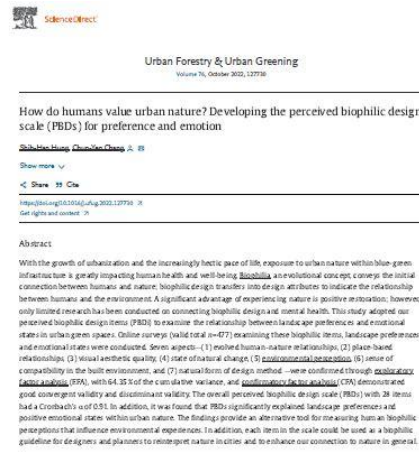 ScienceDirect
Urban Forestry & Urban Greening
Volume 76, October 2022, 127730
How do humans value urban nature? Developing the perceived biophilic design
scale (PBDs) for preference and emotion
Shih-Han Hung, Chun-Yen Chang
Show more
Share Cite
https://doi.org/10.1016/j.ufug.2022.127730
Get rights and content
Abstract
With the growth of urbanization and the increasingly hectic pace of life, exposure to urban nature within blue-green
infrastructure is greatly impacting human health and well-being. Biophilia, an evolutional concept, conveys the initial
connection between humans and nature; biophilic design transfers into design attributes to indicate the relationship
between humans and the environment. A significant advantage of experiencing nature is positive restoration; however,
only limited research has been conducted on connecting biophilic design and mental health. This study adopted our
perceived biophilic design items (PBDI) to examine the relationship between landscape preferences and emotional
states in urban green spaces. Online surveys (valid total n=477) examining these biophilic items, landscape preferences
and emotional states were conducted. Seven aspects—(1) evolved human-nature relationships, (2) place-based
relationships, (3) visual aesthetic quality, (4) state of natural change, (5) environmental perception, (6) sense of
compatibility in the built environment, and (7) natural form of design method —were confirmed through exploratory
factor analysis (EFA), with 64.35 % of the cumulative variance, and confirmatory factor analysis (CFA) demonstrated
good convergent validity and discriminant validity. The overall perceived biophilic design scale (PBDs) with 28 items
had a Cronbach's α of 0.91. In addition, it was found that PBDs significantly explained landscape preferences and
positive emotional states within urban nature. The findings provide an alternative tool for measuring human biophilic
perceptions that influence environmental experiences. In addition, each item in the scale could be used as a biophilic
guideline for designers and planners to reinterpret nature in cities and to enhance our connection to nature in general.